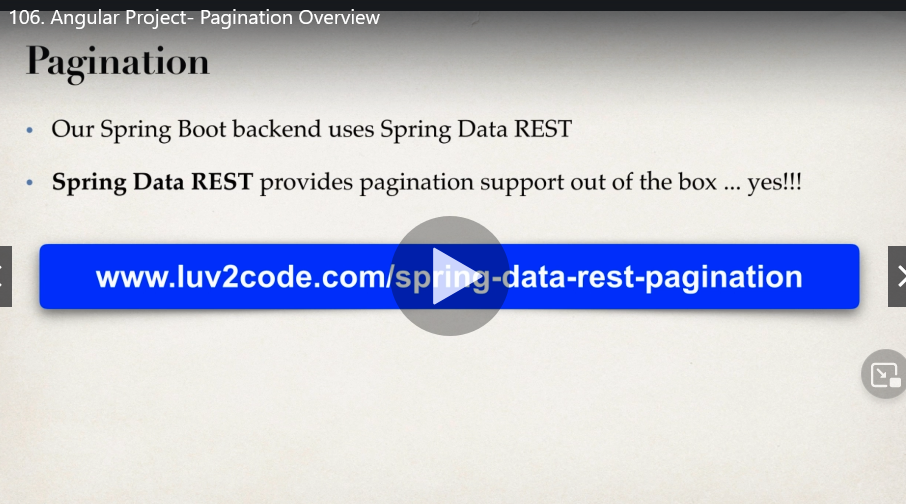 106. Angular Project- Pagination Overview
Pagination
• Our Spring Boot backend uses Spring Data REST
• Spring Data REST provides pagination support out of the box ... yes!!!
www.luv2code.com/spring-data-rest-pagination